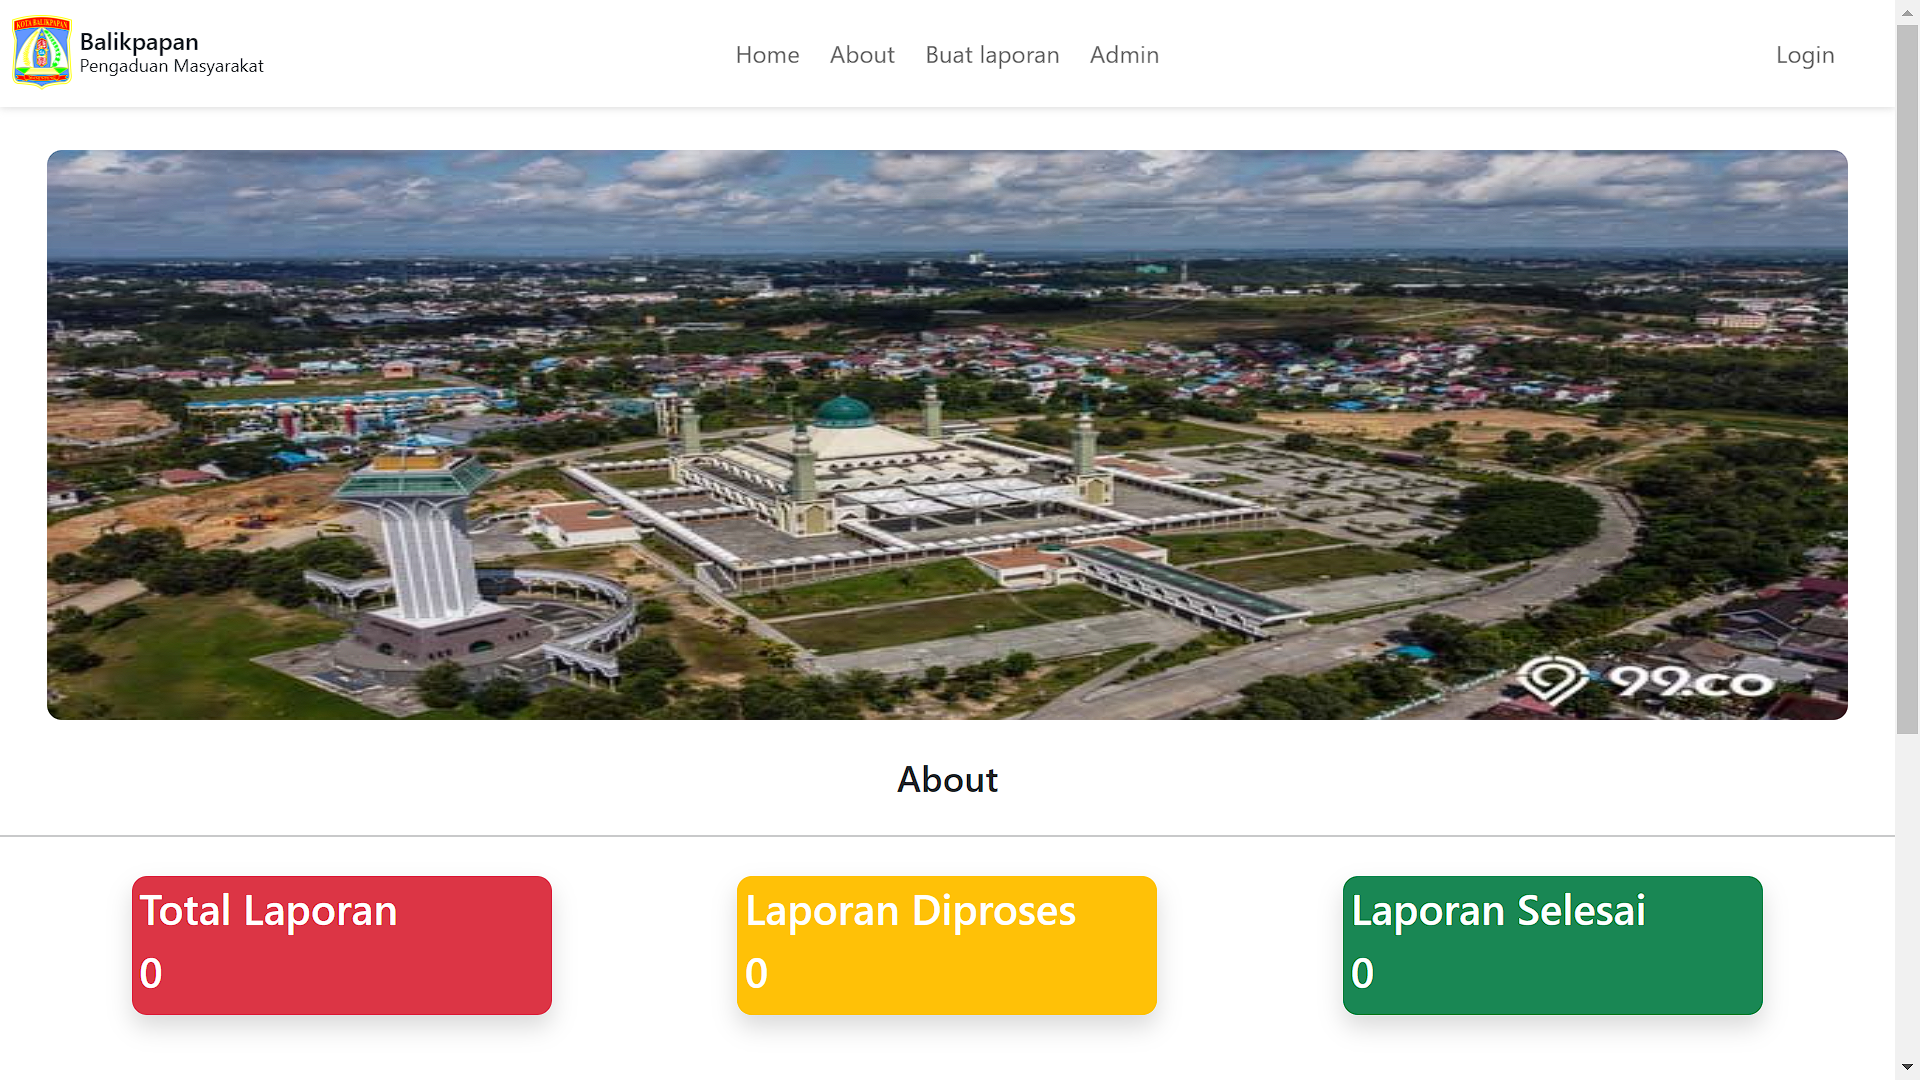 KOTA BALIKPAPAN
Balikpapan
Pengaduan Masyarakat
Home
About
Buat laporan
Admin
Login
99.co
About
Total Laporan
0
Laporan Diproses
0
Laporan Selesai
0